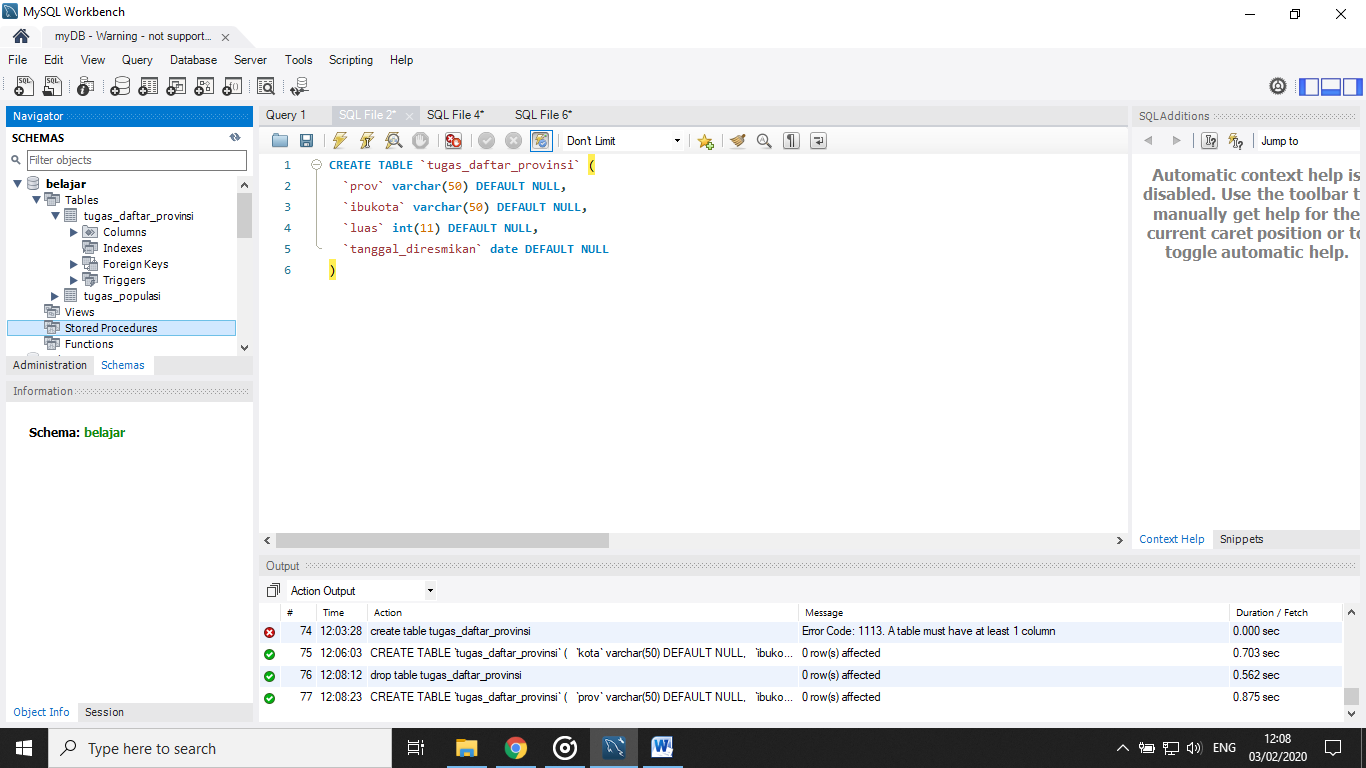 MySQL Workbench
myDB - Warning - not support...
File Edit View Query Database Server Tools Scripting Help
Navigator
SCHEMAS
Filter objects
belajar
Tables
tugas_daftar_provinsi
Columns
Indexes
Foreign Keys
Triggers
tugas_populasi
Views
Stored Procedures
Functions
Administration Schemas
Information
Schema: belajar
Object Info Session
Query 1 SQL File 2* SQL File 4* SQL File 6*
Don't Limit
1 CREATE TABLE `tugas_daftar_provinsi` (
2 `prov` varchar(50) DEFAULT NULL,
3 `ibukota` varchar(50) DEFAULT NULL,
4 `luas` int(11) DEFAULT NULL,
5 `tanggal_diresmikan` date DEFAULT NULL
6 )
SQLAdditions
Jump to
Automatic context help is
disabled. Use the toolbar t
manually get help for the
current caret position or to
toggle automatic help.
Context Help Snippets
Output
Action Output
# Time Action Message Duration / Fetch
74 12:03:28 create table tugas_daftar_provinsi Error Code: 1113. A table must have at least 1 column 0.000 sec
75 12:06:03 CREATE TABLE `tugas_daftar_provinsi` ( `kota` varchar(50) DEFAULT NULL, `ibuko... 0 row(s) affected 0.703 sec
76 12:08:12 drop table tugas_daftar_provinsi 0 row(s) affected 0.562 sec
77 12:08:23 CREATE TABLE `tugas_daftar_provinsi` ( `prov` varchar(50) DEFAULT NULL, `ibuko... 0 row(s) affected 0.875 sec
Type here to search
ENG
12:08
03/02/2020